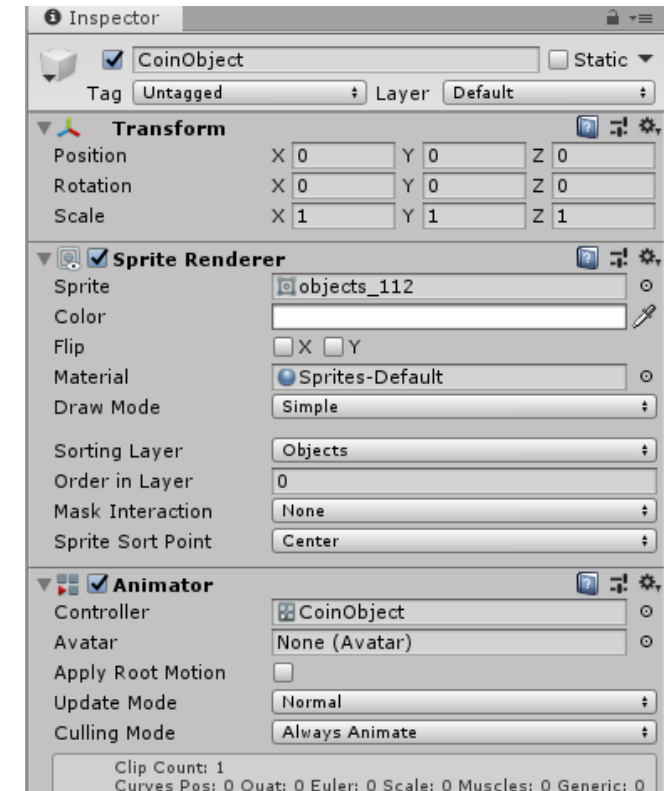 Inspector
CoinObject Static
Tag Untagged Layer Default
Transform
Position X 0 Y 0 Z 0
Rotation X 0 Y 0 Z 0
Scale X 1 Y 1 Z 1
Sprite Renderer
Sprite objects_112
Color
Flip X Y
Material Sprites-Default
Draw Mode Simple
Sorting Layer Objects
Order in Layer 0
Mask Interaction None
Sprite Sort Point Center
Animator
Controller CoinObject
Avatar None (Avatar)
Apply Root Motion
Update Mode Normal
Culling Mode Always Animate
Clip Count: 1
Curves Pos: 0 Quat: 0 Euler: 0 Scale: 0 Muscles: 0 Generic: 0